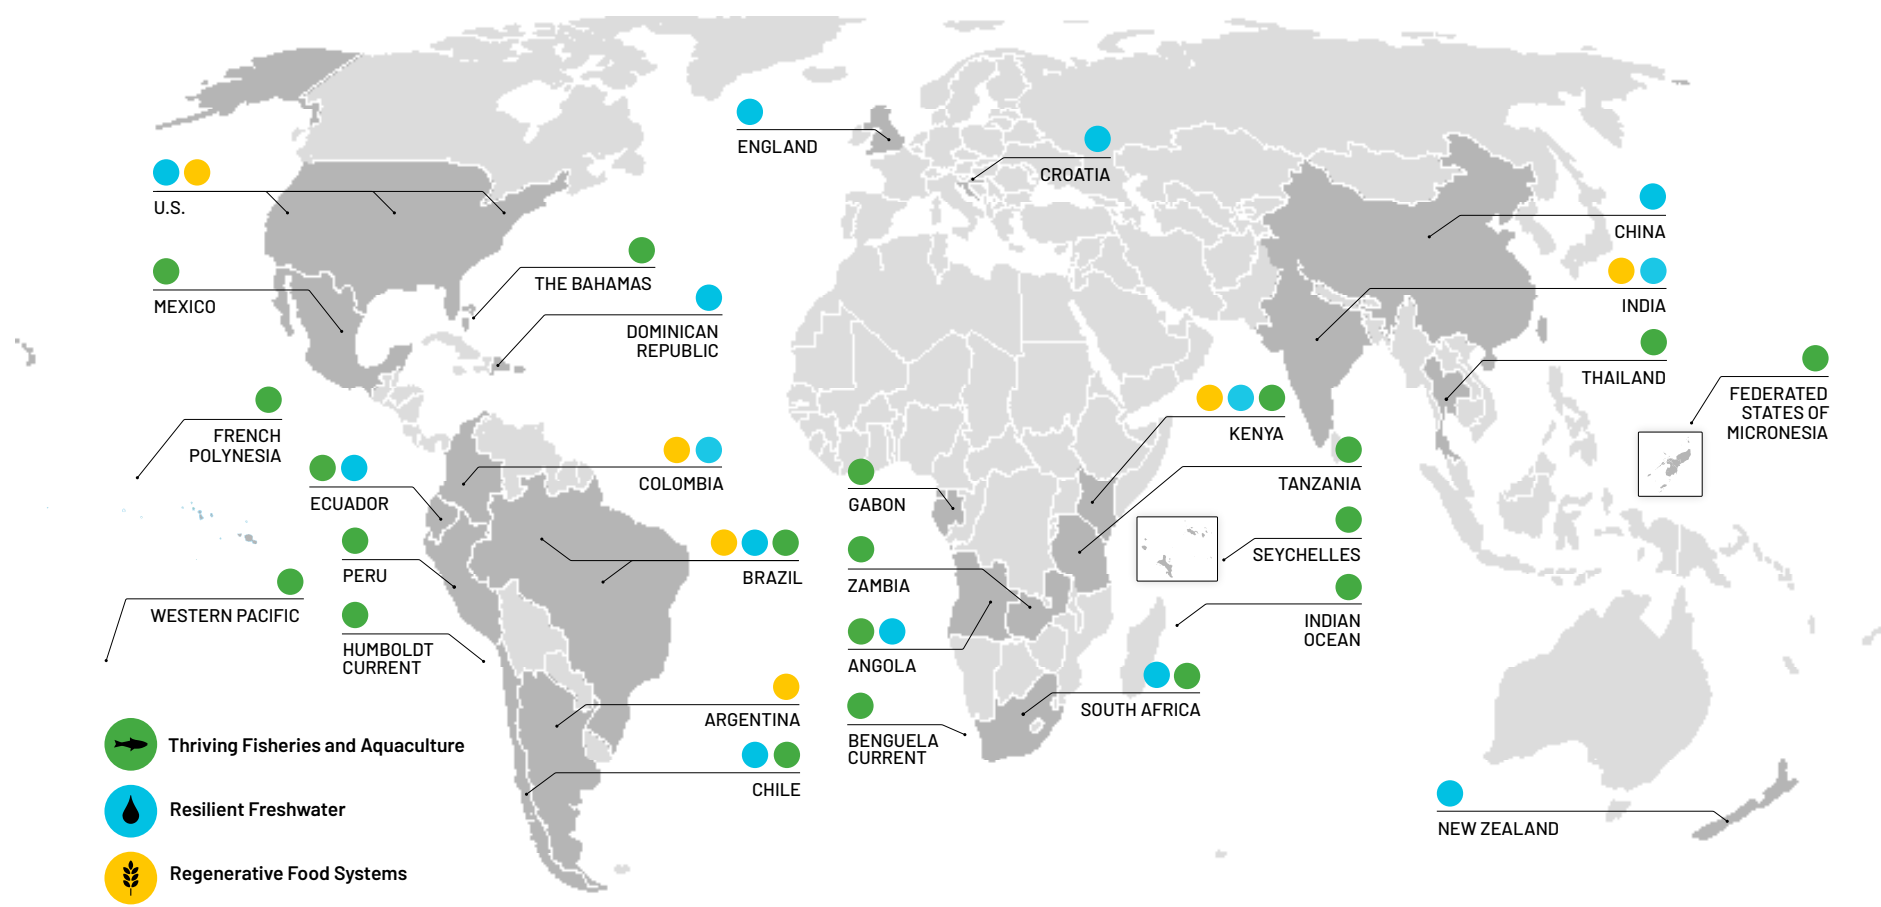 ENGLAND
CROATIA
U.S.
CHINA
THE BAHAMAS
MEXICO
INDIA
DOMINICAN
REPUBLIC
THAILAND
FEDERATED
STATES OF
MICRONESIA
FRENCH
POLYNESIA
KENYA
COLOMBIA
TANZANIA
ECUADOR
GABON
SEYCHELLES
PERU
BRAZIL
ZAMBIA
WESTERN PACIFIC
INDIAN
OCEAN
HUMBOLDT
CURRENT
ANGOLA
SOUTH AFRICA
ARGENTINA
BENGUELA
CURRENT
CHILE
NEW ZEALAND
Thriving Fisheries and Aquaculture
Resilient Freshwater
Regenerative Food Systems